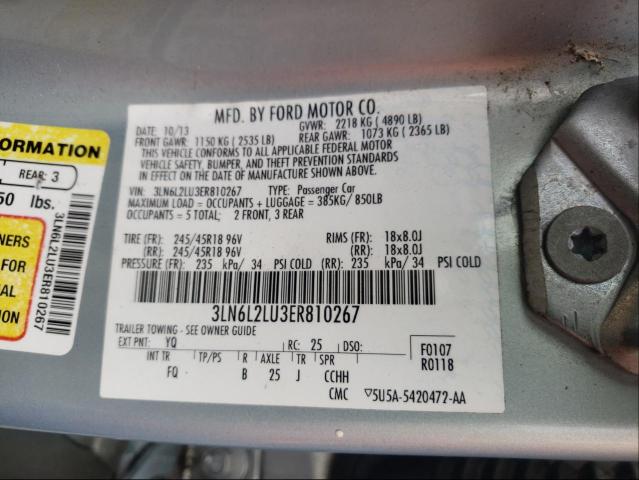 MFD. BY FORD MOTOR CO.
DATE: 10/13 GVWR: 2218 KG ( 4890 LB)
FRONT GAWR: 1150 KG ( 2535 LB) REAR GAWR: 1073 KG ( 2365 LB)
THIS VEHICLE CONFORMS TO ALL APPLICABLE FEDERAL MOTOR
VEHICLE SAFETY, BUMPER, AND THEFT PREVENTION STANDARDS
IN EFFECT ON THE DATE OF MANUFACTURE SHOWN ABOVE.
VIN: 3LN6L2LU3ER810267 TYPE: Passenger Car
MAXIMUM LOAD = OCCUPANTS + LUGGAGE = 385KG/ 850LB
OCCUPANTS = 5 TOTAL; 2 FRONT, 3 REAR
TIRE (FR): 245/45R18 96V RIMS (FR): 18x8.0J
(RR): 245/45R18 96V (RR): 18x8.0J
PRESSURE (FR): 235 kPa/ 34 PSI COLD (RR): 235 kPa/ 34 PSI COLD
3LN6L2LU3ER810267
TRAILER TOWING - SEE OWNER GUIDE
EXT PNT: YQ RC: 25 DSO:
INT TR TP/PS R AXLE TR SPR
FQ B 25 J CCHH
F0107
R0118
CMC ▽5U5A-5420472-AA
FORMATION
REAR: 3
50 lbs.
NERS
FOR
ATION
3LN6L2LU3ER810267